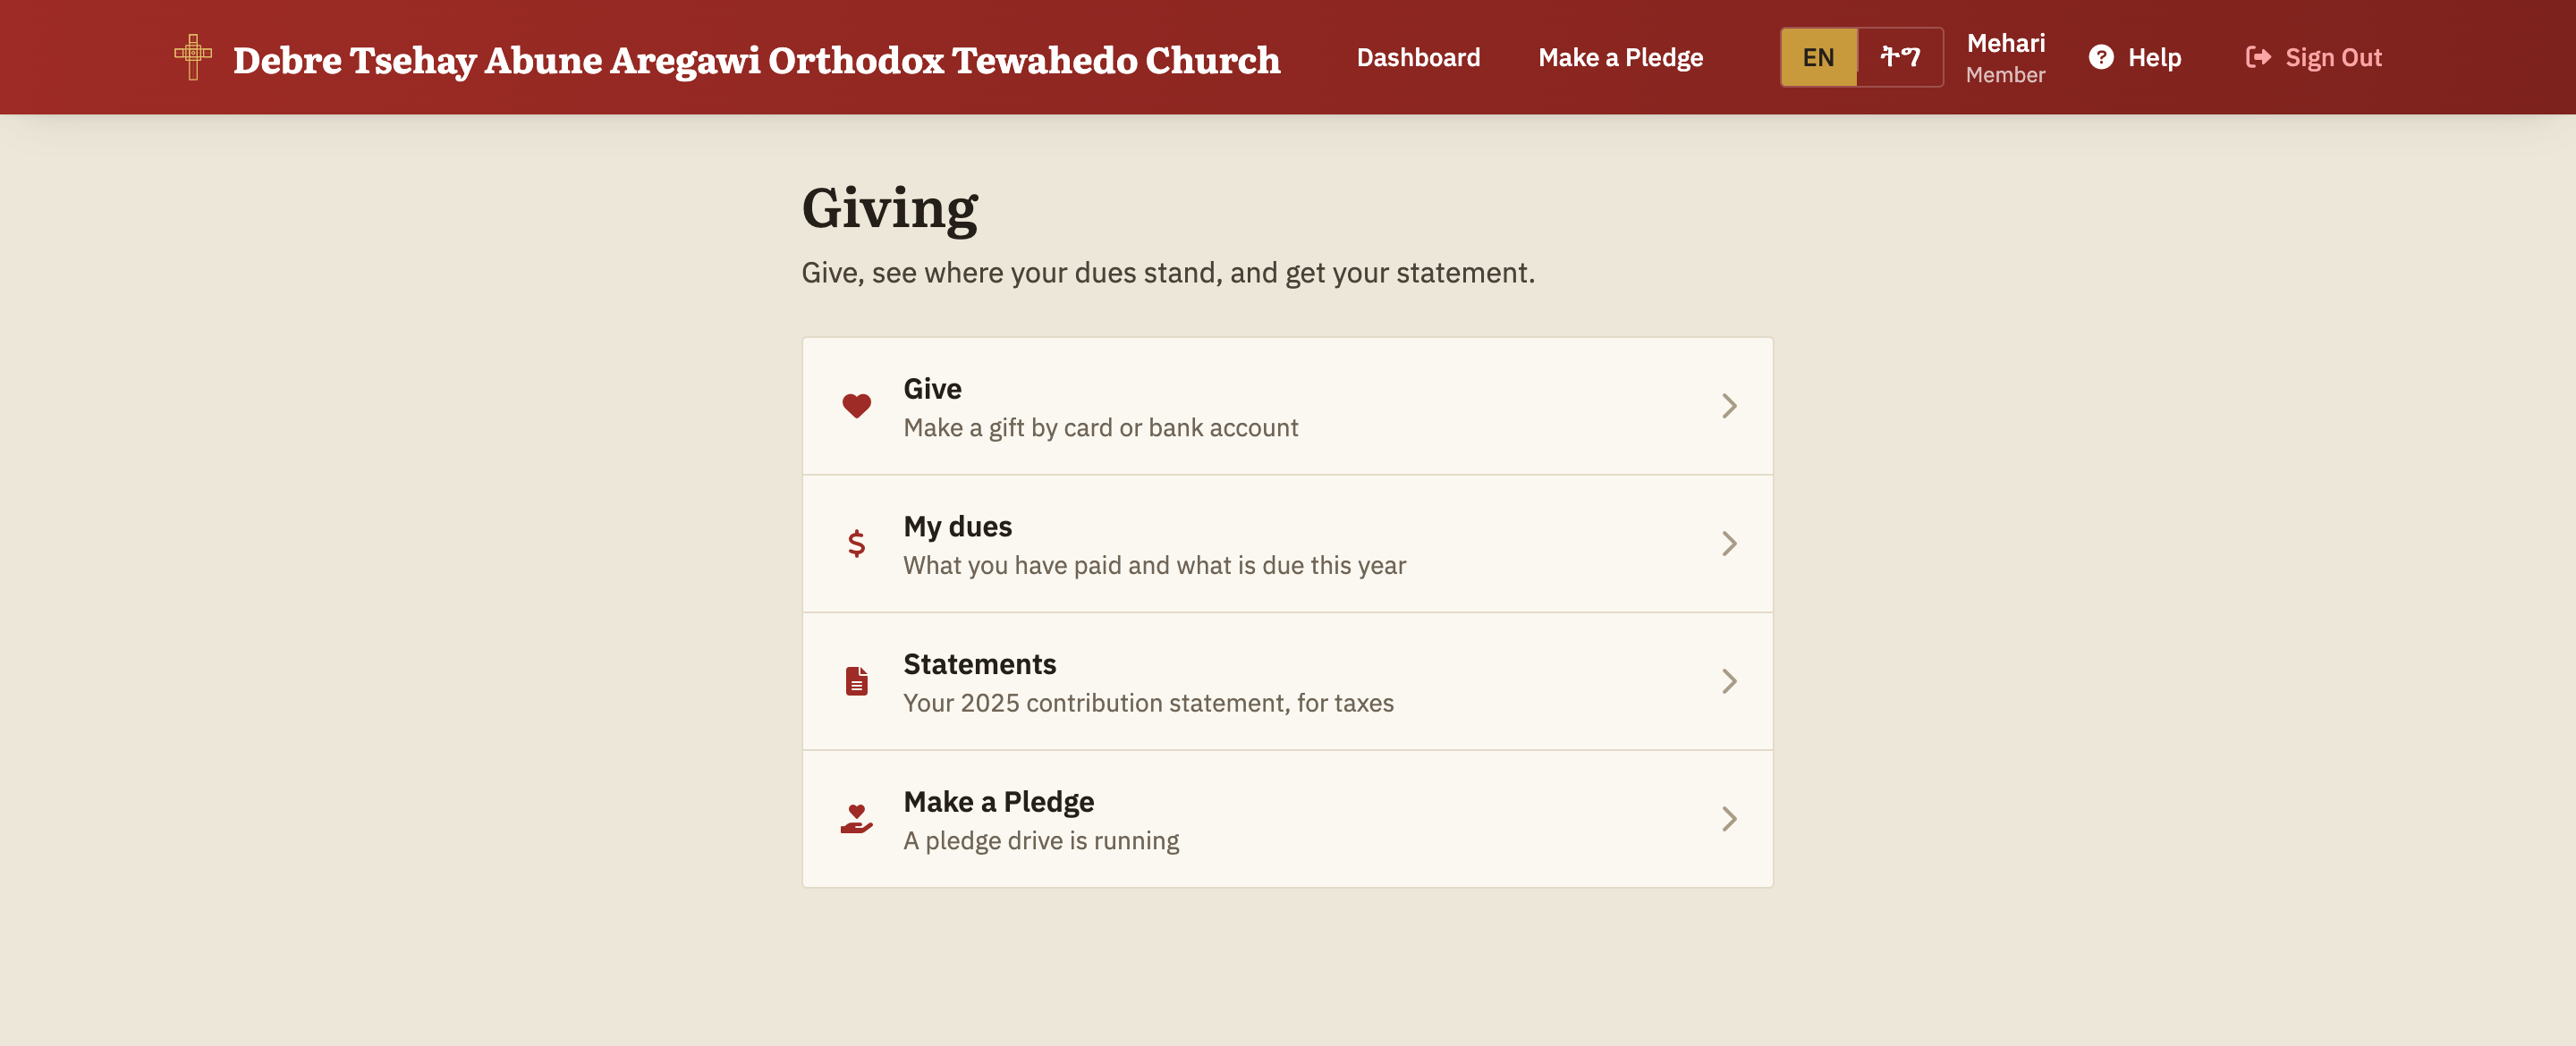 Debre Tsehay Abune Aregawi Orthodox Tewahedo Church
Dashboard
Make a Pledge
EN
ትግ
Mehari
Member
Help
Sign Out
Giving
Give, see where your dues stand, and get your statement.
Give
Make a gift by card or bank account
My dues
What you have paid and what is due this year
Statements
Your 2025 contribution statement, for taxes
Make a Pledge
A pledge drive is running